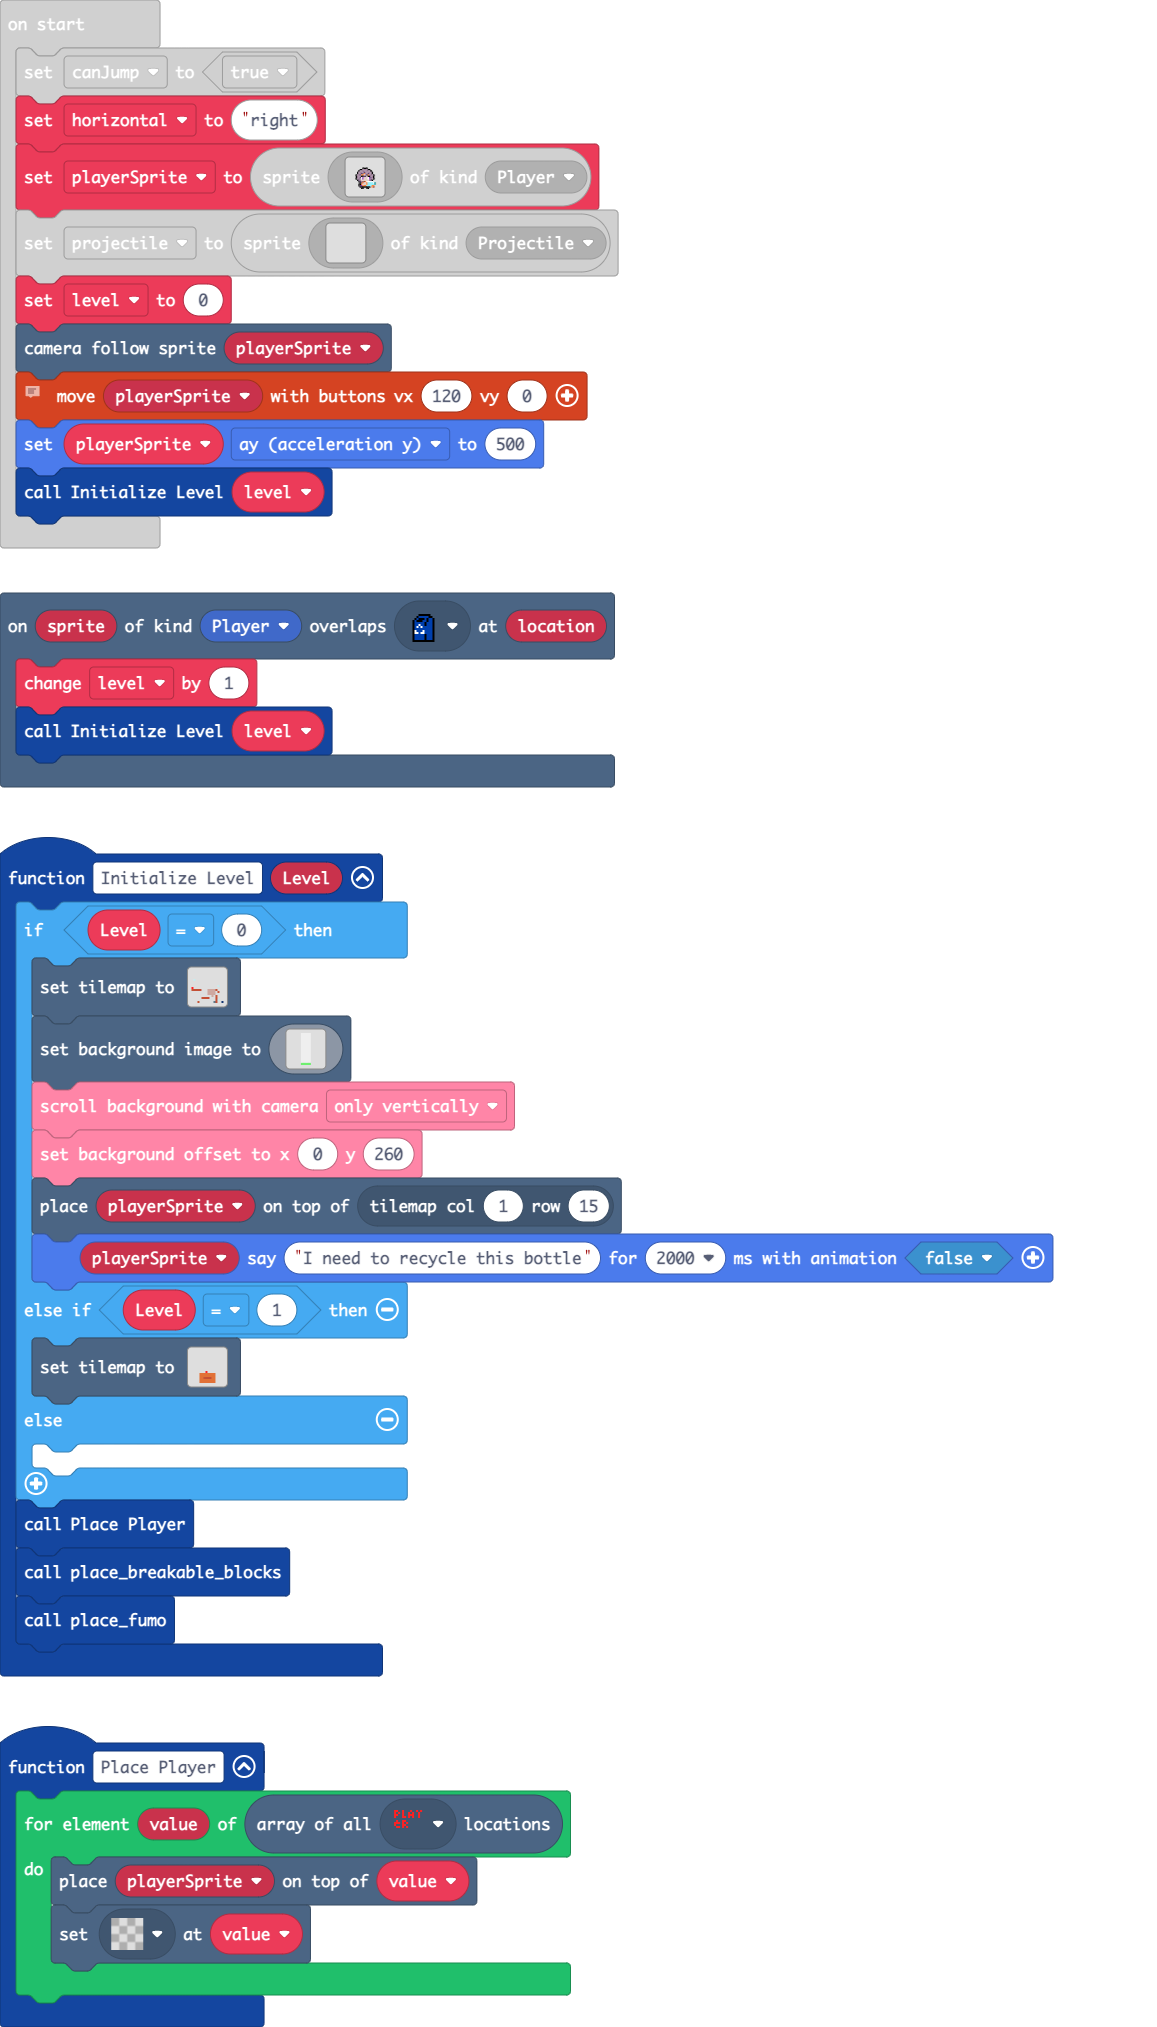 on start
set canJump to true
set horizontal to "right"
set playerSprite to sprite of kind Player
set projectile to sprite of kind Projectile
set level to 0
camera follow sprite playerSprite
move playerSprite with buttons vx 120 vy 0
set playerSprite ay (acceleration y) to 500
call Initialize Level level
on sprite of kind Player overlaps at location
change level by 1
call Initialize Level level
function Initialize Level Level
if Level = 0 then
set tilemap to
set background image to
scroll background with camera only vertically
set background offset to x 0 y 260
place playerSprite on top of tilemap col 1 row 15
playerSprite say "I need to recycle this bottle" for 2000 ms with animation false
else if Level = 1 then
set tilemap to
else
call Place Player
call place_breakable_blocks
call place_fumo
function Place Player
for element value of array of all locations
do
place playerSprite on top of value
set at value